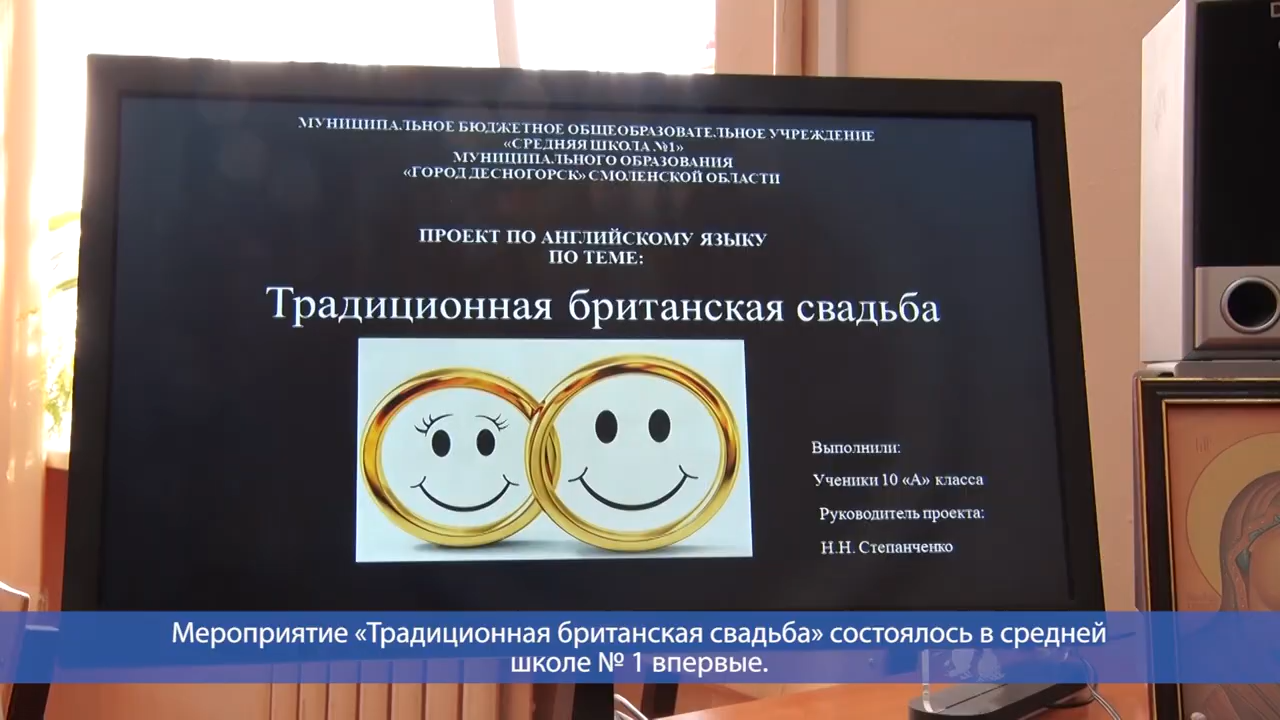 МУНИЦИПАЛЬНОЕ БЮДЖЕТНОЕ ОБЩЕОБРАЗОВАТЕЛЬНОЕ УЧРЕЖДЕНИЕ
«СРЕДНЯЯ ШКОЛА №1»
МУНИЦИПАЛЬНОГО ОБРАЗОВАНИЯ
«ГОРОД ДЕСНОГОРСК» СМОЛЕНСКОЙ ОБЛАСТИ
ПРОЕКТ ПО АНГЛИЙСКОМУ ЯЗЫКУ
ПО ТЕМЕ:
Традиционная британская свадьба
Выполнили:
Ученики 10 «А» класса
Руководитель проекта:
Н.Н. Степанченко
Мероприятие «Традиционная британская свадьба» состоялось в средней
школе № 1 впервые.